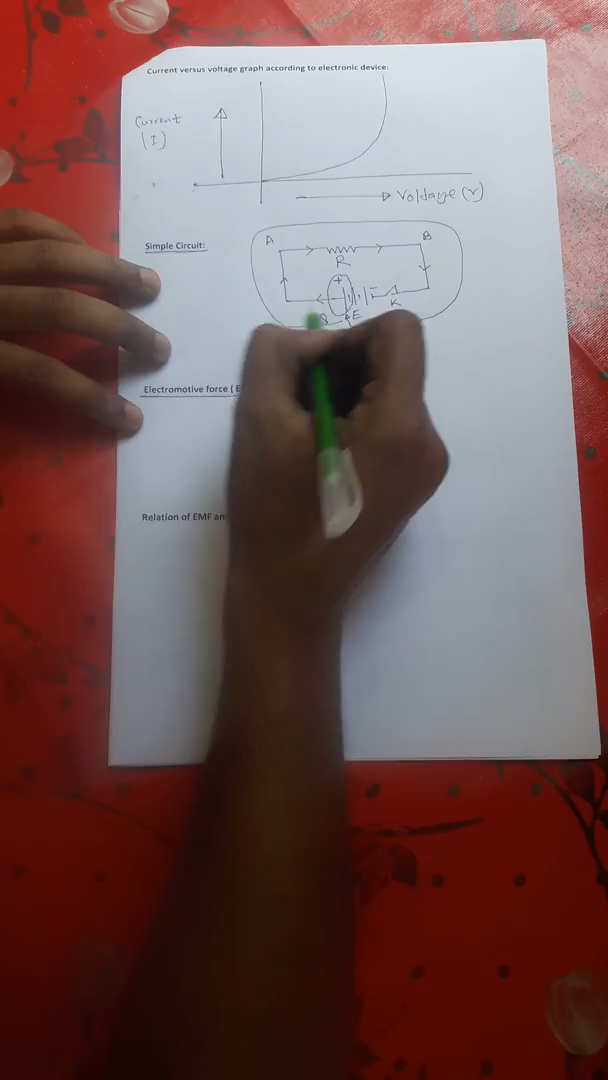 Current versus voltage graph according to electronic device:
Current
(I)
Voltage (V)
Simple Circuit:
A
B
R
+
K
E
Electromotive force ( E
Relation of EMF an